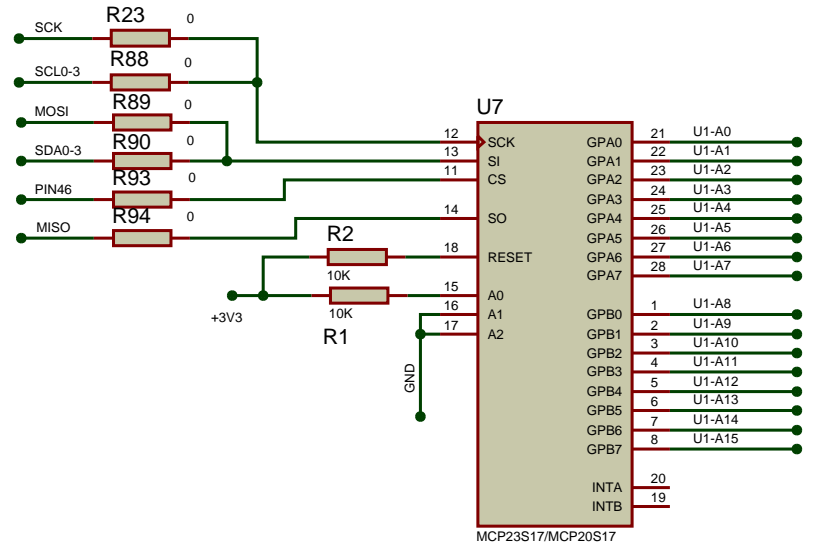 R23
0
SCK
R88
0
SCL0-3
R89
0
MOSI
R90
0
SDA0-3
R93
0
PIN46
R94
0
MISO
R2
10K
+3V3
10K
R1
GND
U7
12 SCK
13 SI
11 CS
14 SO
18 RESET
15 A0
16 A1
17 A2
GPA0 21 U1-A0
GPA1 22 U1-A1
GPA2 23 U1-A2
GPA3 24 U1-A3
GPA4 25 U1-A4
GPA5 26 U1-A5
GPA6 27 U1-A6
GPA7 28 U1-A7
GPB0 1 U1-A8
GPB1 2 U1-A9
GPB2 3 U1-A10
GPB3 4 U1-A11
GPB4 5 U1-A12
GPB5 6 U1-A13
GPB6 7 U1-A14
GPB7 8 U1-A15
INTA 20
INTB 19
MCP23S17/MCP20S17